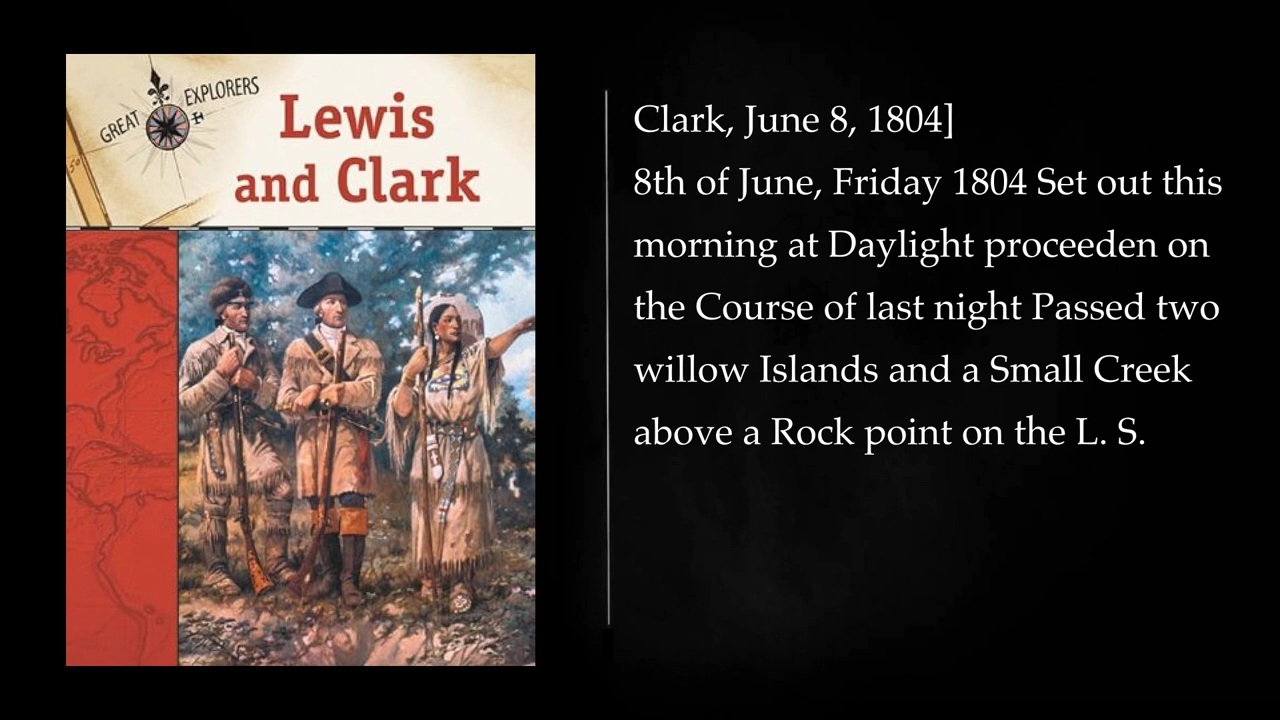 GREAT EXPLORERS
Lewis
and Clark
50
E
Clark, June 8, 1804]
8th of June, Friday 1804 Set out this
morning at Daylight proceeden on
the Course of last night Passed two
willow Islands and a Small Creek
above a Rock point on the L. S.